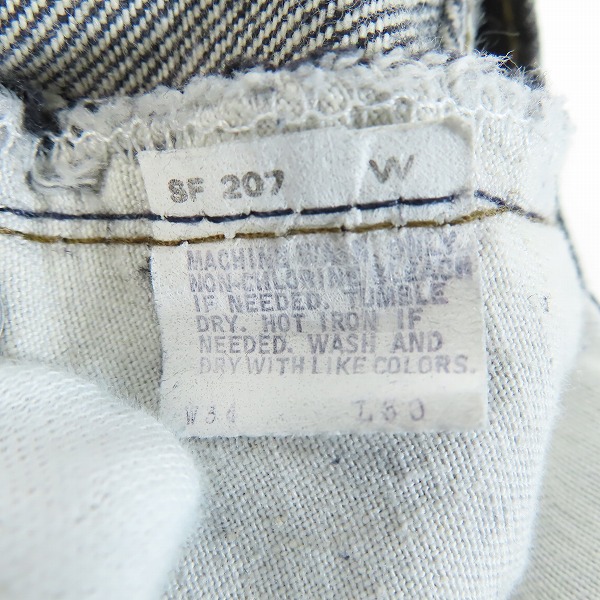 SF 207 W
MACHINE WASH ONLY
NON-CHLORINE BLEACH
IF NEEDED. TUMBLE
DRY. HOT IRON IF
NEEDED. WASH AND
DRY WITH LIKE COLORS.
W34